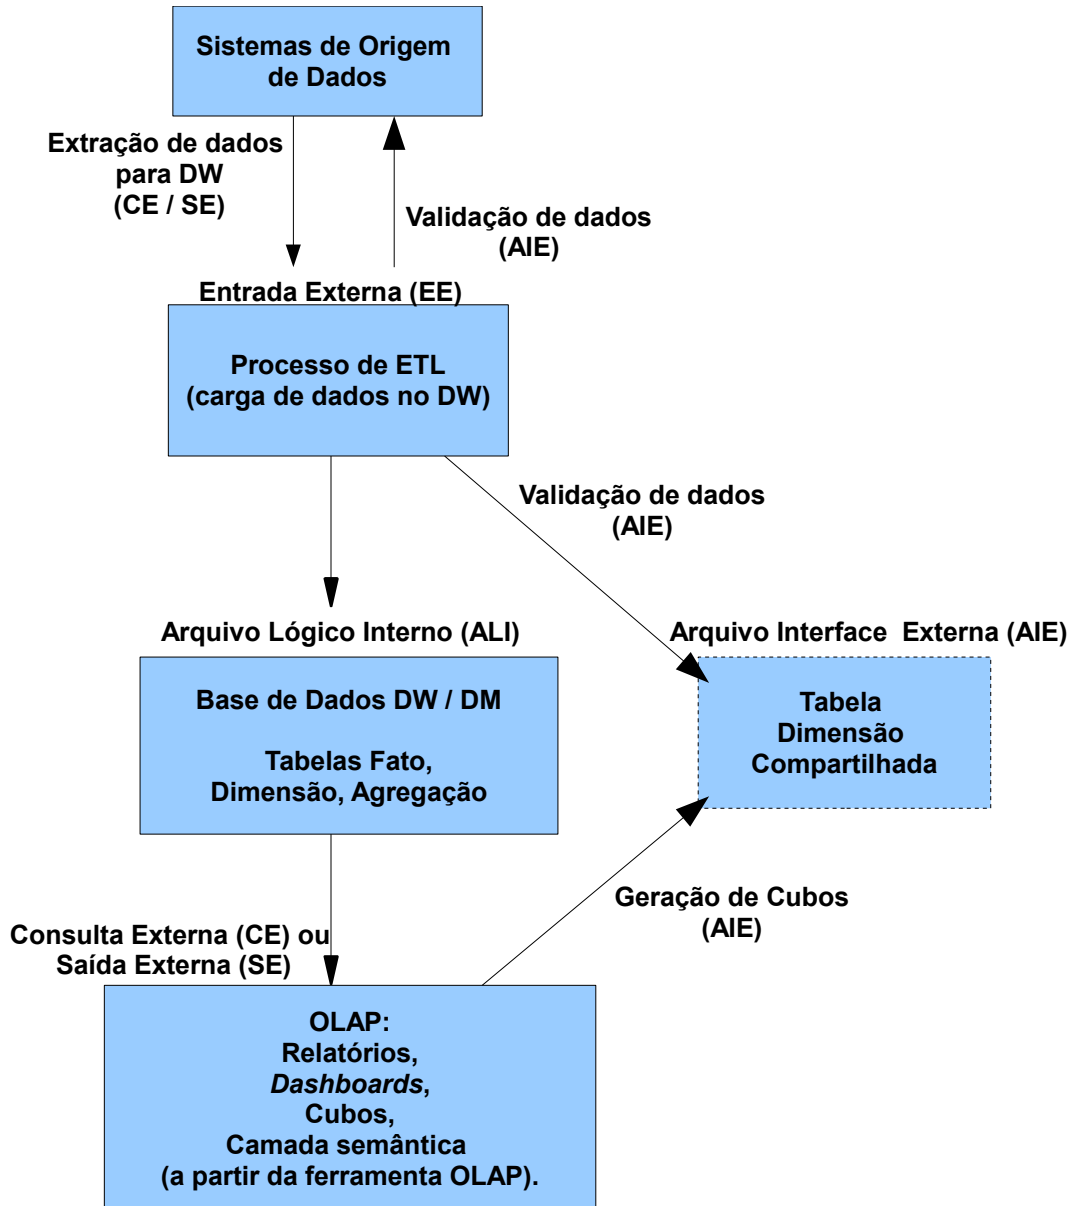 Sistemas de Origem
de Dados
Extração de dados
para DW
(CE / SE)
Validação de dados
(AIE)
Entrada Externa (EE)
Processo de ETL
(carga de dados no DW)
Validação de dados
(AIE)
Arquivo Lógico Interno (ALI)
Arquivo Interface  Externa (AIE)
Base de Dados DW / DM
Tabelas Fato,
Dimensão, Agregação
Tabela
Dimensão
Compartilhada
Geração de Cubos
(AIE)
Consulta Externa (CE) ou
Saída Externa (SE)
OLAP:
Relatórios,
Dashboards,
Cubos,
Camada semântica
(a partir da ferramenta OLAP).